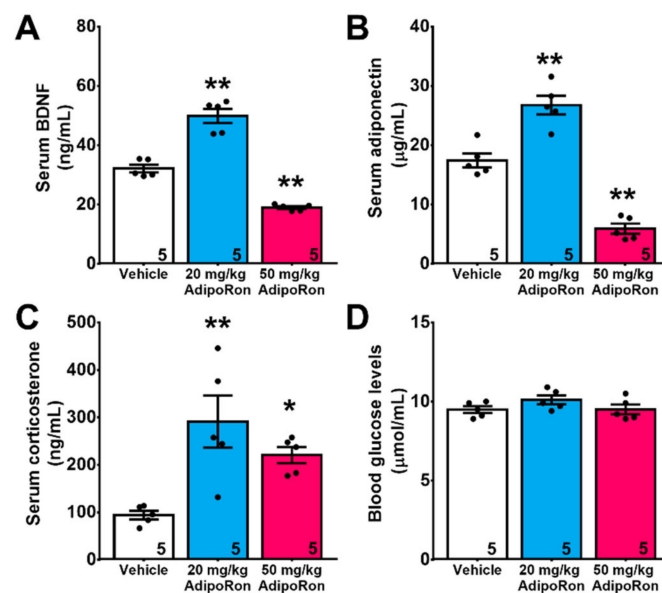 A
Serum BDNF
(ng/mL)
80
60
40
20
0
**
**
5
5
5
Vehicle
20 mg/kg
AdipoRon
50 mg/kg
AdipoRon
B
Serum adiponectin
(μg/mL)
40
30
20
10
0
**
**
5
5
5
Vehicle
20 mg/kg
AdipoRon
50 mg/kg
AdipoRon
C
Serum corticosterone
(ng/mL)
500
400
300
200
100
0
**
*
5
5
5
Vehicle
20 mg/kg
AdipoRon
50 mg/kg
AdipoRon
D
Blood glucose levels
(μmol/mL)
15
10
5
0
5
5
5
Vehicle
20 mg/kg
AdipoRon
50 mg/kg
AdipoRon